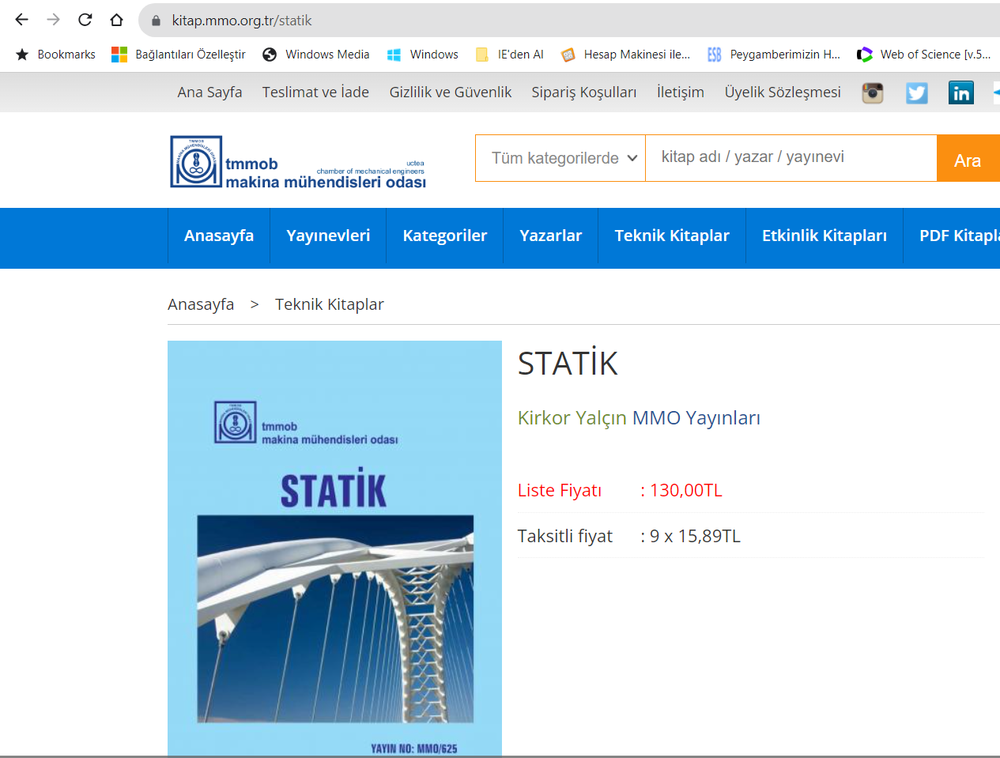 kitap.mmo.org.tr/statik
Bookmarks Bağlantıları Özelleştir Windows Media Windows IE'den Al Hesap Makinesi ile... ESB Peygamberimizin H... Web of Science [v.5...
Ana Sayfa Teslimat ve İade Gizlilik ve Güvenlik Sipariş Koşulları İletişim Üyelik Sözleşmesi in
tmmob uctea
chamber of mechanical engineers
makina mühendisleri odası
Tüm kategorilerde kitap adı / yazar / yayınevi Ara
Anasayfa Yayınevleri Kategoriler Yazarlar Teknik Kitaplar Etkinlik Kitapları PDF Kitapla
Anasayfa > Teknik Kitaplar
STATİK
Kirkor Yalçın MMO Yayınları
Liste Fiyatı : 130,00TL
Taksitli fiyat : 9 x 15,89TL
tmmob
makina mühendisleri odası
STATİK
YAYIN NO: MMO/625